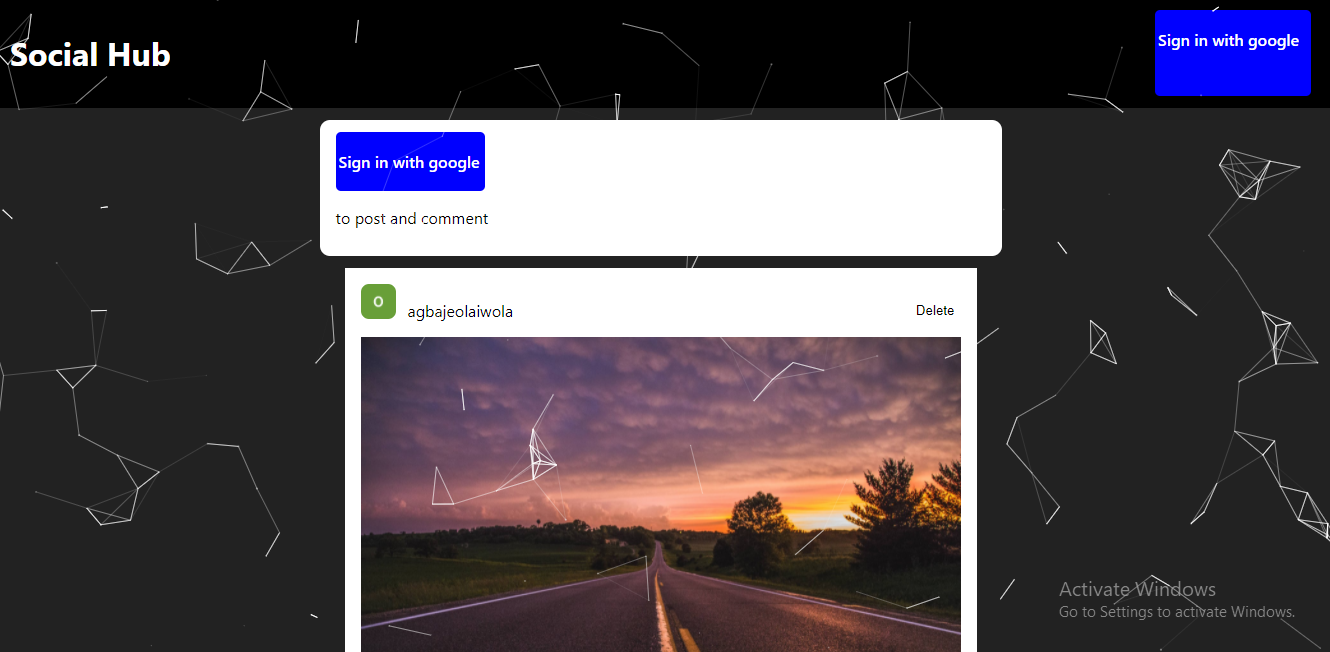 Social Hub
Sign in with google
Sign in with google
to post and comment
O
agbajeolaiwola
Delete
Activate Windows
Go to Settings to activate Windows.